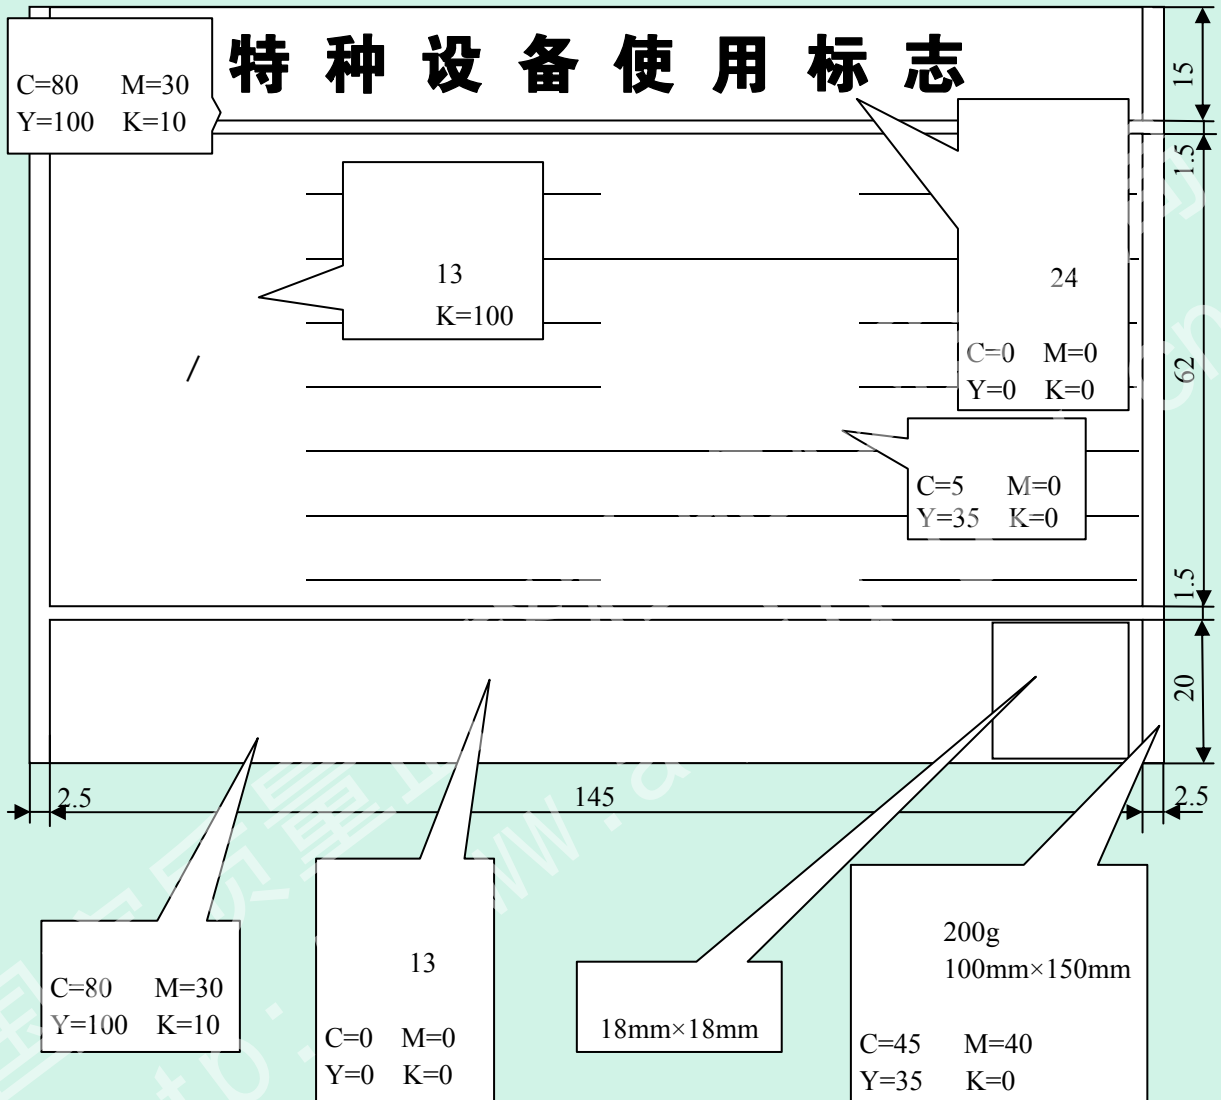 特种设备使用标志
C=80 M=30
Y=100 K=10
15
1.5
13
K=100
24
C=0 M=0
Y=0 K=0
62
/
C=5 M=0
Y=35 K=0
1.5
20
2.5
145
2.5
C=80 M=30
Y=100 K=10
13
C=0 M=0
Y=0 K=0
18mm×18mm
200g
100mm×150mm
C=45 M=40
Y=35 K=0